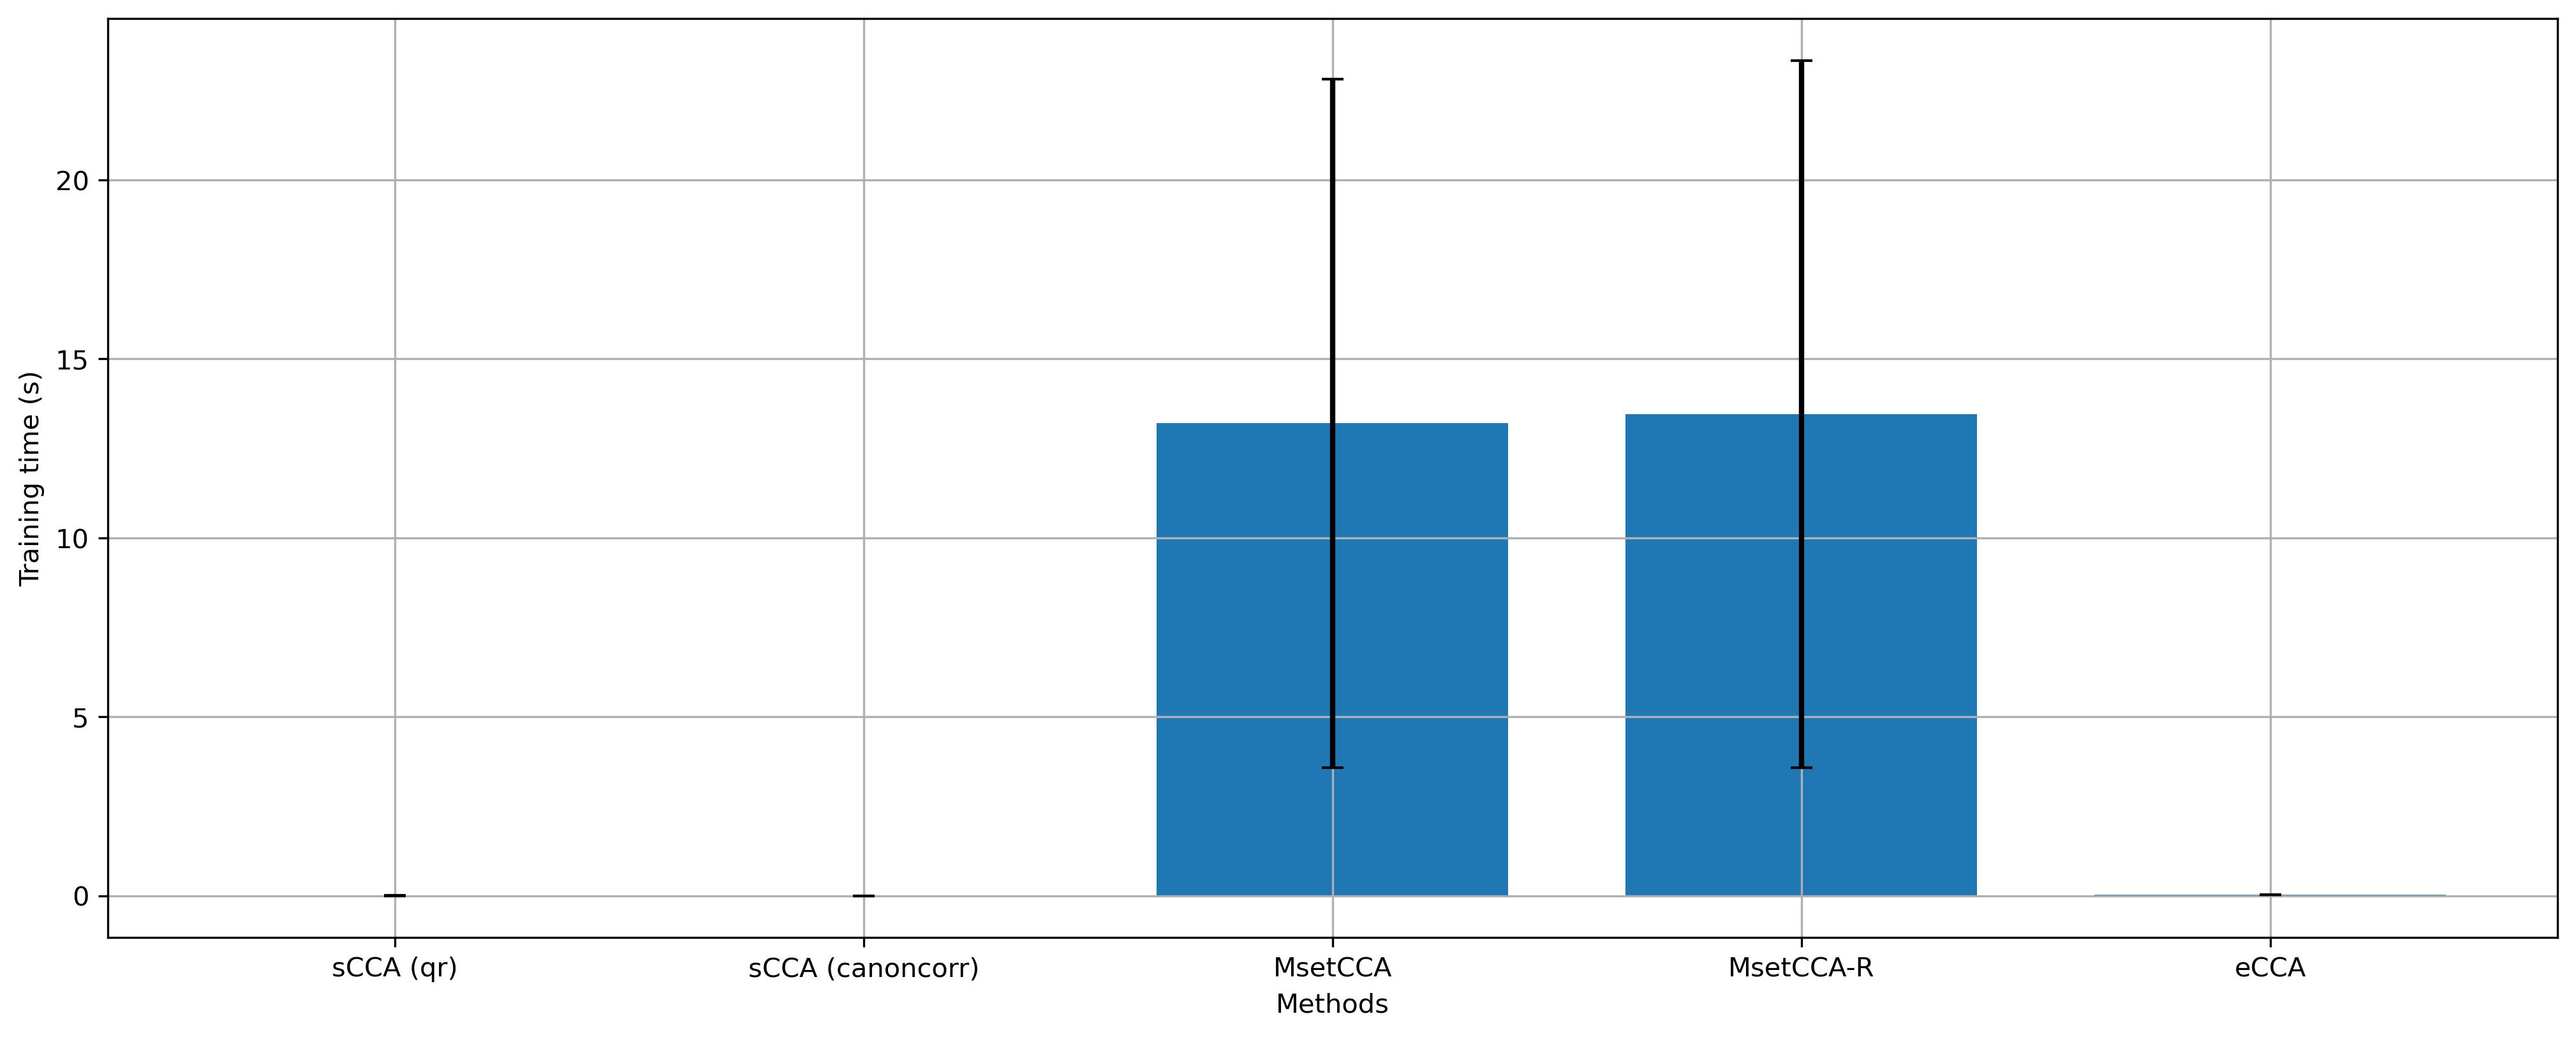 Training time (s)
20
15
10
5
0
sCCA (qr)
sCCA (canoncorr)
MsetCCA
MsetCCA-R
eCCA
Methods